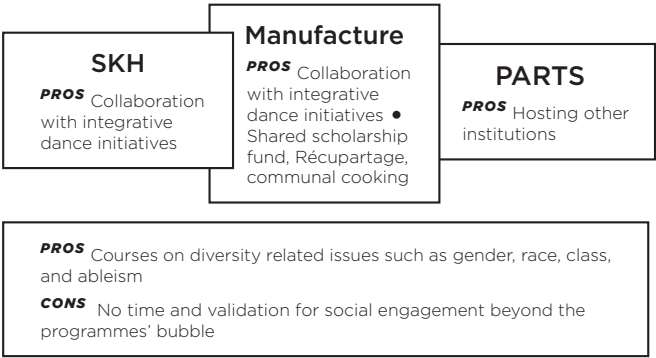 SKH
PROS Collaboration
with integrative
dance initiatives
Manufacture
PROS Collaboration
with integrative
dance initiatives •
Shared scholarship
fund, Récupartage,
communal cooking
PARTS
PROS Hosting other
institutions
PROS Courses on diversity related issues such as gender, race, class,
and ableism
CONS No time and validation for social engagement beyond the
programmes’ bubble